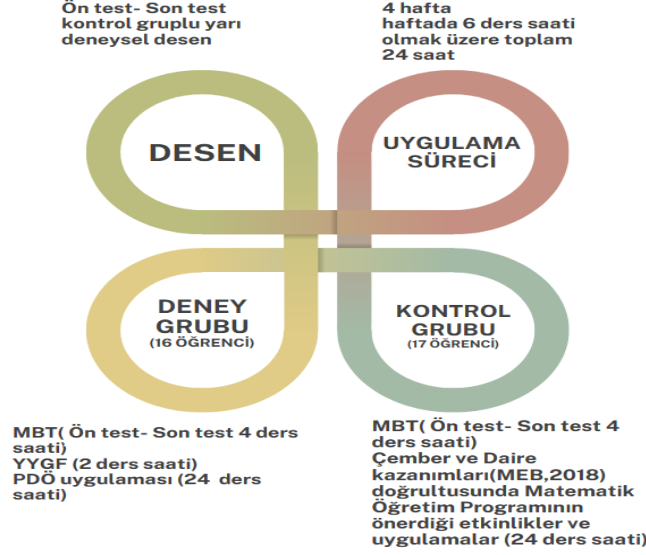 Ön test- Son test
kontrol gruplu yarı
deneysel desen
4 hafta
haftada 6 ders saati
olmak üzere toplam
24 saat
DESEN
UYGULAMA
SÜRECİ
DENEY
GRUBU
(16 ÖĞRENCİ)
KONTROL
GRUBU
(17 ÖĞRENCİ)
MBT( Ön test- Son test 4 ders
saati)
YYGF (2 ders saati)
PDÖ uygulaması (24 ders
saati)
MBT( Ön test- Son test 4
ders saati)
Çember ve Daire
kazanımları(MEB,2018)
doğrultusunda Matematik
Öğretim Programının
önerdiği etkinlikler ve
uygulamalar (24 ders saati)